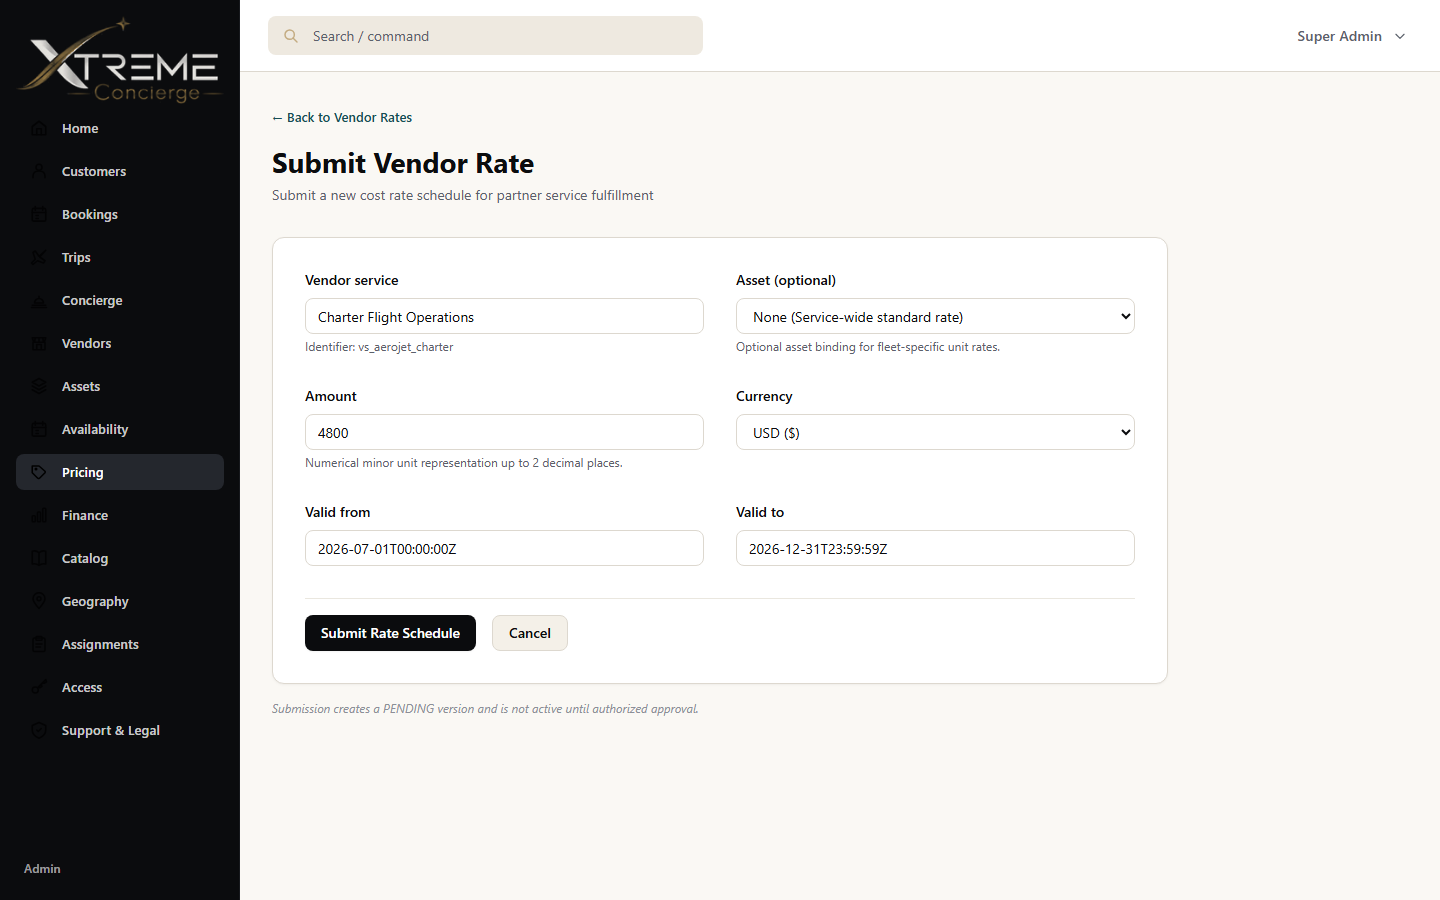 XTREME
Concierge
Search / command
Super Admin
Home
Customers
Bookings
Trips
Concierge
Vendors
Assets
Availability
Pricing
Finance
Catalog
Geography
Assignments
Access
Support & Legal
Admin
← Back to Vendor Rates
Submit Vendor Rate
Submit a new cost rate schedule for partner service fulfillment
Vendor service
Charter Flight Operations
Identifier: vs_aerojet_charter
Asset (optional)
None (Service-wide standard rate)
Optional asset binding for fleet-specific unit rates.
Amount
4800
Numerical minor unit representation up to 2 decimal places.
Currency
USD ($)
Valid from
2026-07-01T00:00:00Z
Valid to
2026-12-31T23:59:59Z
Submit Rate Schedule
Cancel
Submission creates a PENDING version and is not active until authorized approval.